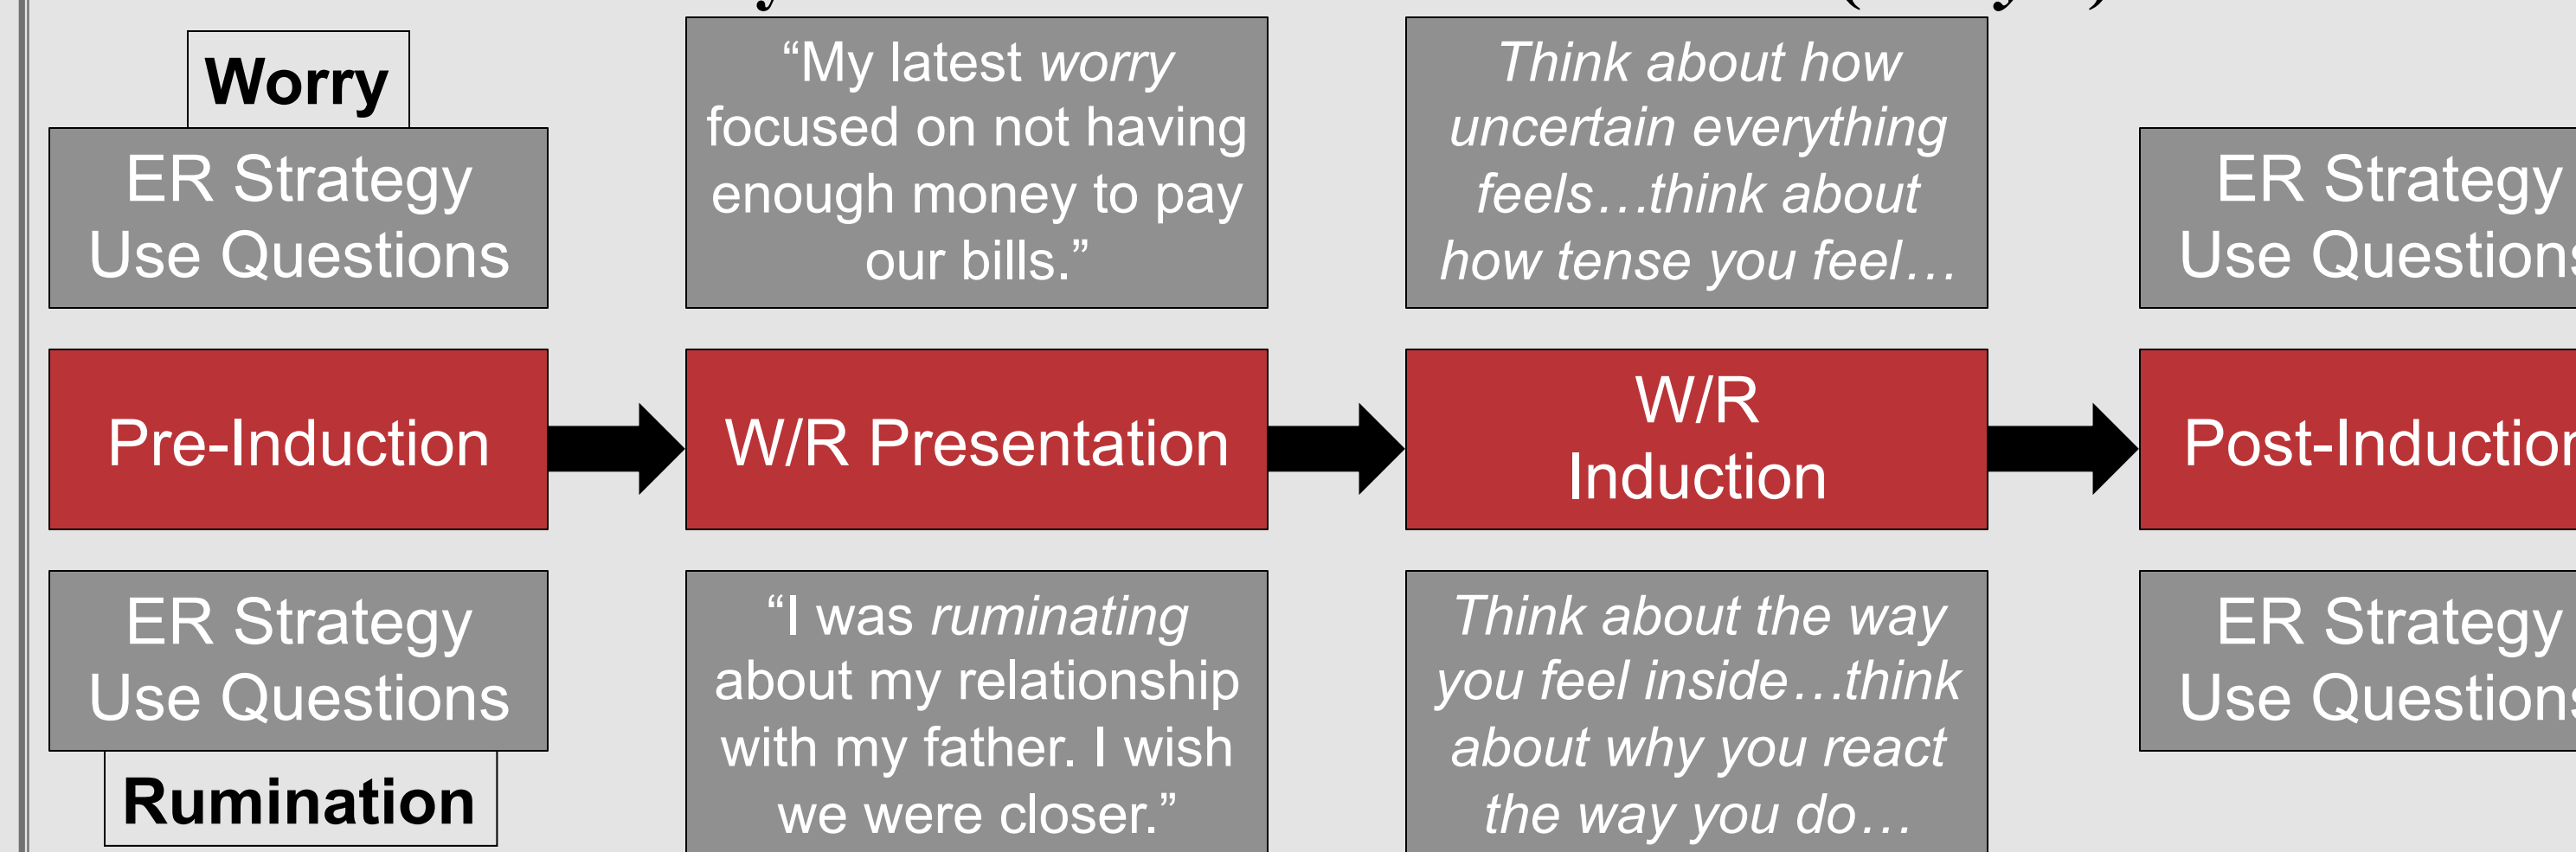 Worry
ER Strategy
Use Questions
“My latest worry
focused on not having
enough money to pay
our bills.”
Think about how
uncertain everything
feels…think about
how tense you feel…
ER Strategy
Use Questions
Pre-Induction
W/R Presentation
W/R
Induction
Post-Induction
ER Strategy
Use Questions
Rumination
“I was ruminating
about my relationship
with my father. I wish
we were closer.”
Think about the way
you feel inside…think
about why you react
the way you do…
ER Strategy
Use Questions